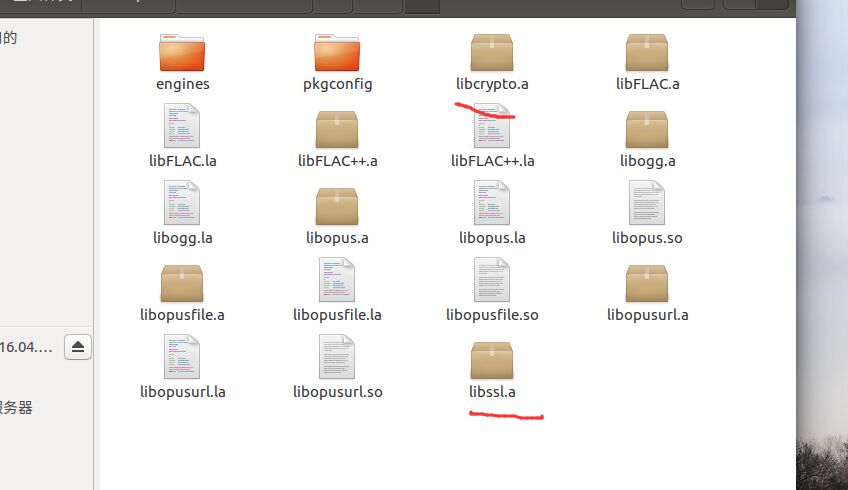 的
engines
pkgconfig
libcrypto.a
libFLAC.a
libFLAC.la
libFLAC++.a
libFLAC++.la
libogg.a
libogg.la
libopus.a
libopus.la
libopus.so
libopusfile.a
libopusfile.la
libopusfile.so
libopusurl.a
16.04....
libopusurl.la
libopusurl.so
libssl.a
服务器